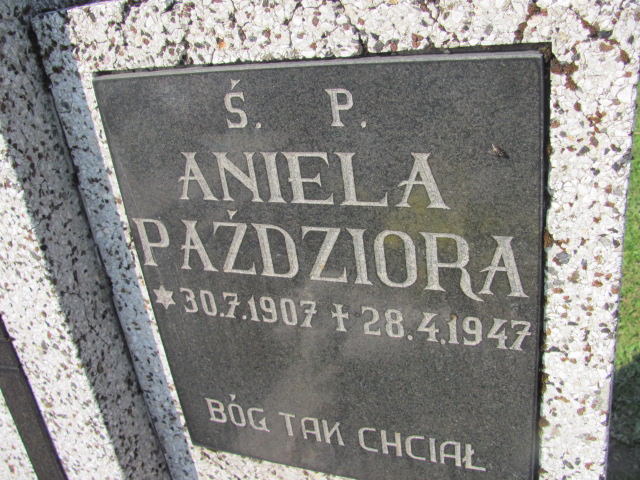 Ś. P.
ANIELA
PAŹDZIORA
* 30.7.1907 ✝ 28.4.1947
BÓG TAK CHCIAŁ